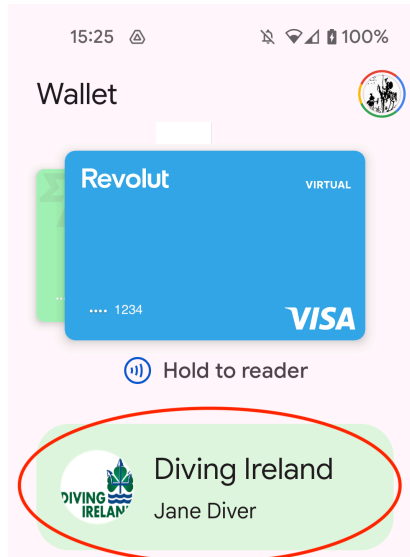 15:25 100%
Wallet
Revolut
VIRTUAL
•••• 1234
VISA
Hold to reader
Diving Ireland
DIVING
IRELAN
Jane Diver